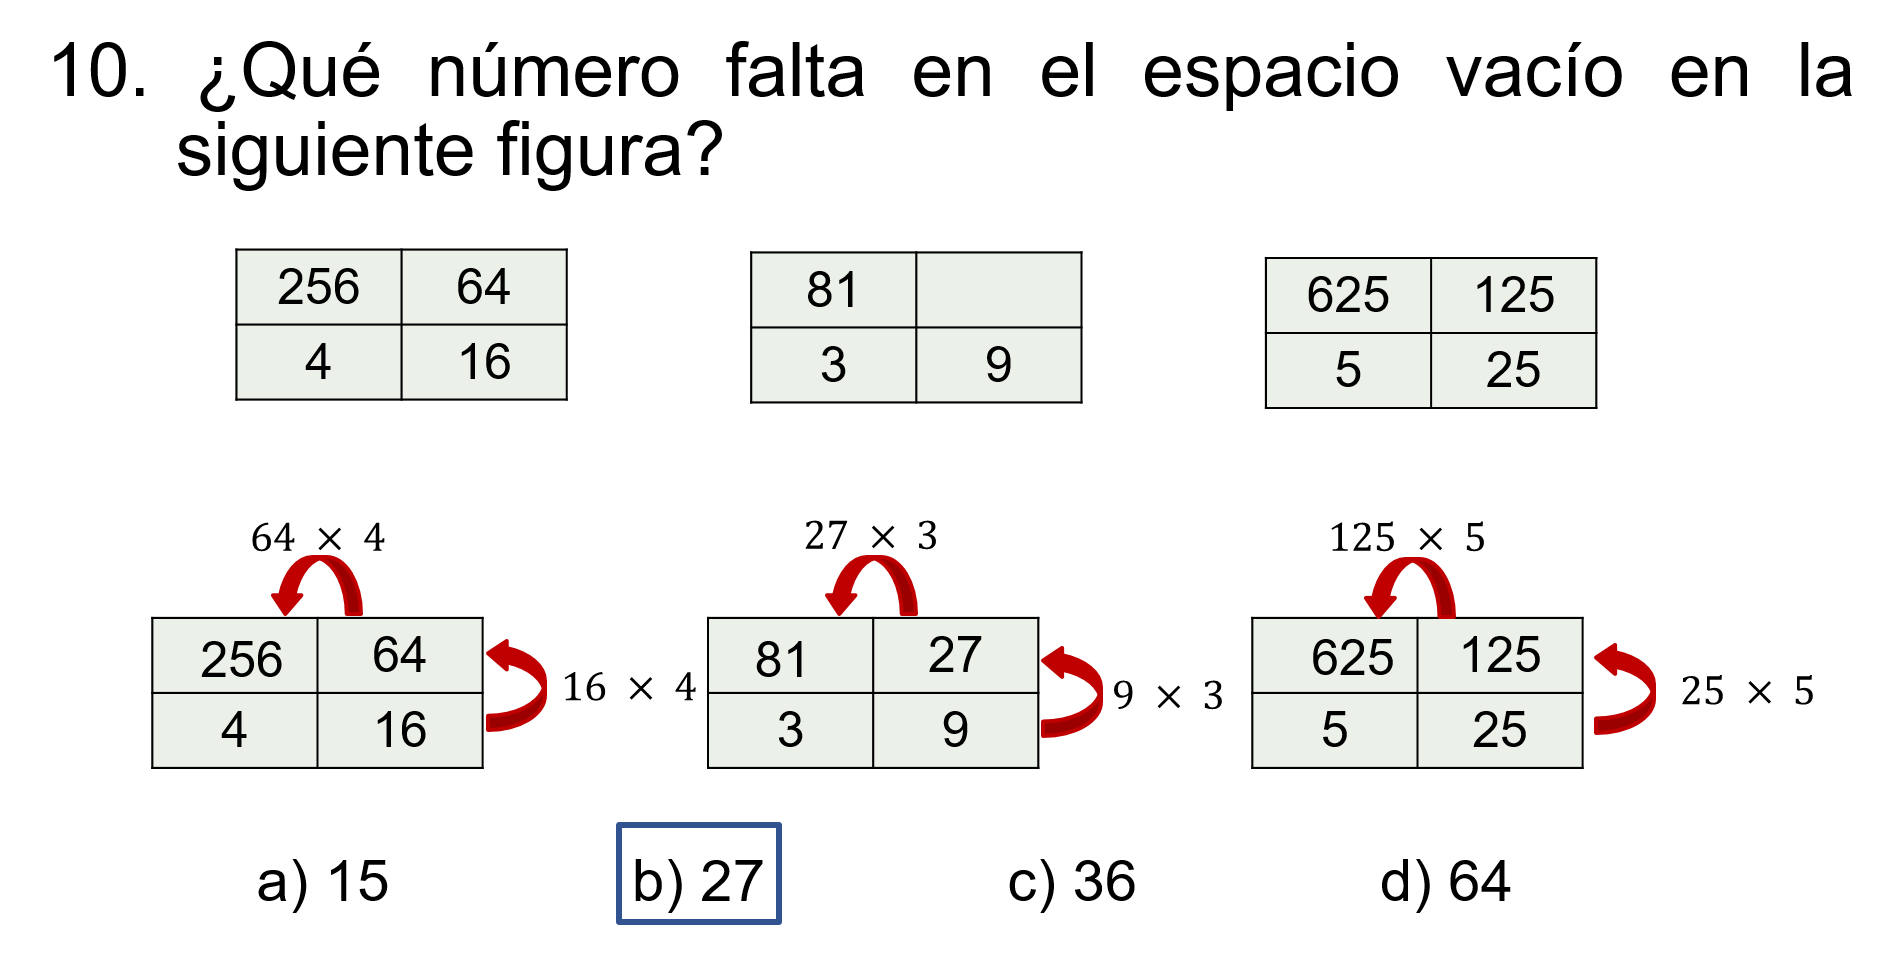 10. ¿Qué número falta en el espacio vacío en la
siguiente figura?
256 64
4 16
81
3 9
625 125
5 25
64 × 4
256 64
4 16
16 × 4
27 × 3
81 27
3 9
9 × 3
125 × 5
625 125
5 25
25 × 5
a) 15 b) 27 c) 36 d) 64